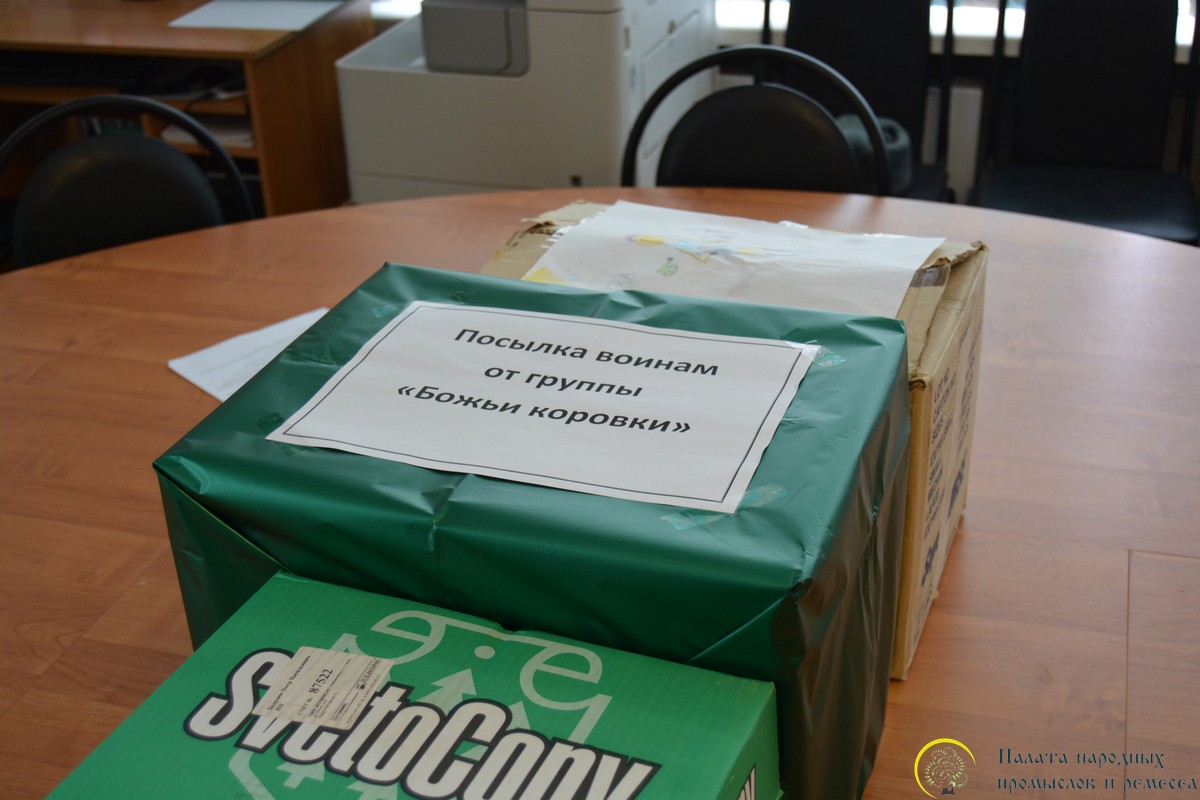 Посылка воинам
от группы
«Божьи коровки»
SvetoCopy
87522
Палата народных
промыслов и ремесел